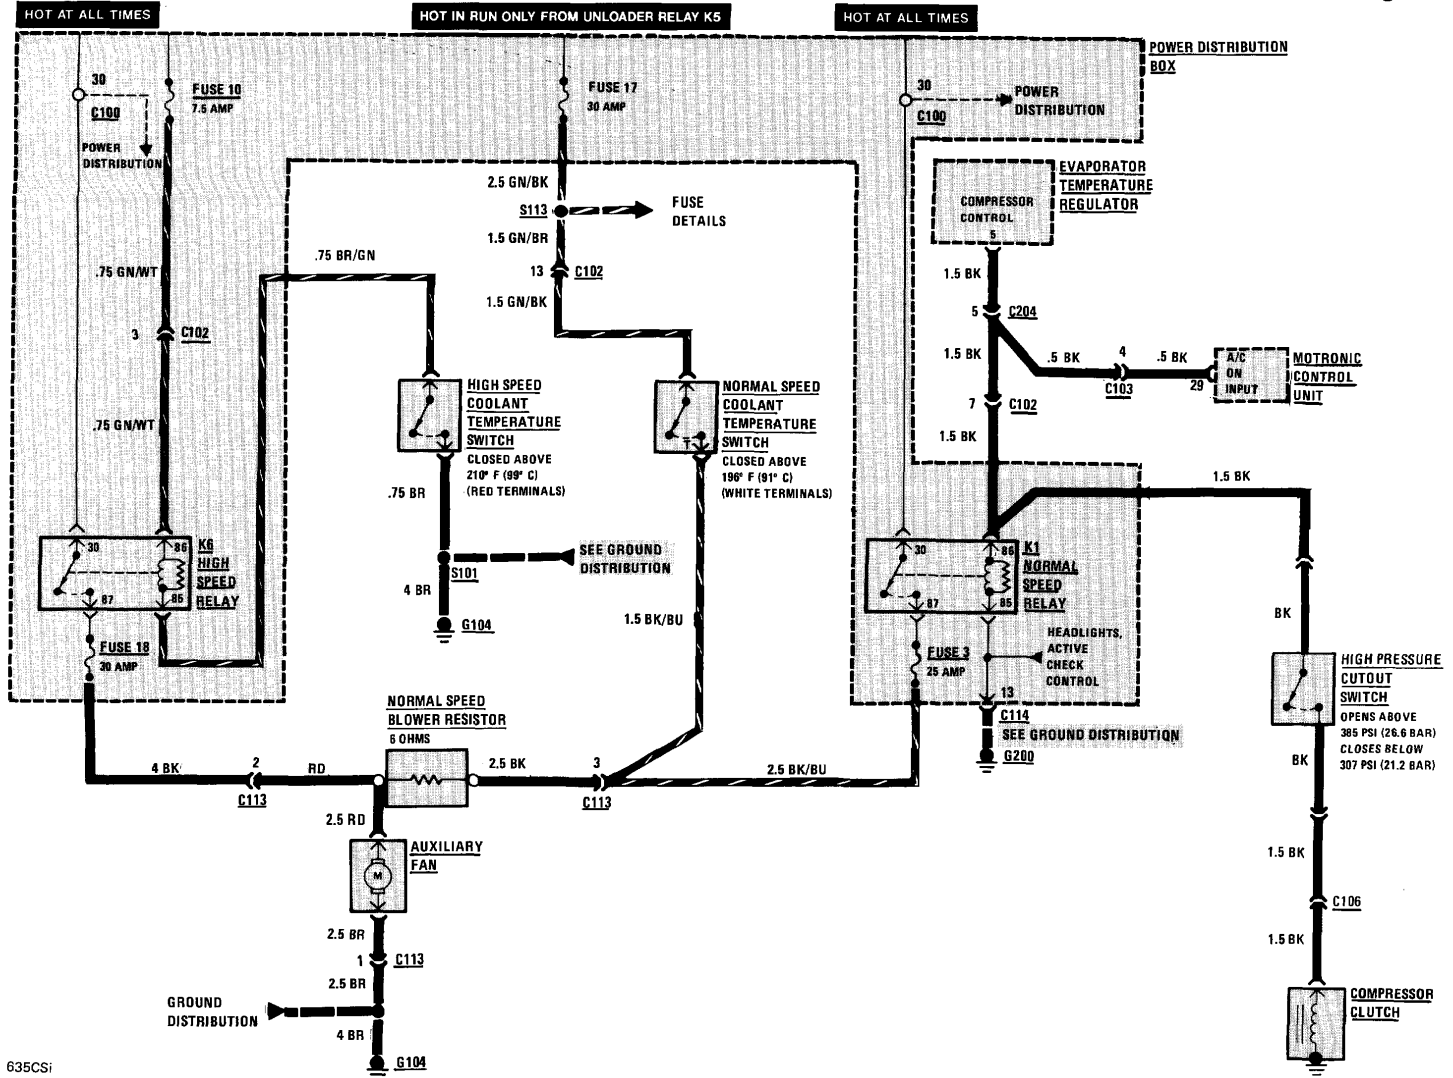 HOT AT ALL TIMES
HOT IN RUN ONLY FROM UNLOADER RELAY K5
HOT AT ALL TIMES
POWER DISTRIBUTION
BOX
30
C100
POWER
DISTRIBUTION
FUSE 10
7.5 AMP
FUSE 17
30 AMP
30
C100
POWER
DISTRIBUTION
EVAPORATOR
TEMPERATURE
REGULATOR
COMPRESSOR
CONTROL
5
2.5 GN/BK
S113
FUSE
DETAILS
1.5 GN/BR
13
C102
1.5 GN/BK
.75 BR/GN
.75 GN/WT
3
C102
.75 GN/WT
1.5 BK
5
C204
1.5 BK
.5 BK
4
C103
.5 BK
29
A/C
ON
INPUT
MOTRONIC
CONTROL
UNIT
7
C102
1.5 BK
1.5 BK
HIGH SPEED
COOLANT
TEMPERATURE
SWITCH
CLOSED ABOVE
210° F (99° C)
(RED TERMINALS)
NORMAL SPEED
COOLANT
TEMPERATURE
SWITCH
CLOSED ABOVE
196° F (91° C)
(WHITE TERMINALS)
.75 BR
S101
SEE GROUND
DISTRIBUTION
4 BR
G104
1.5 BK/BU
30
86
87
85
K6
HIGH
SPEED
RELAY
FUSE 18
30 AMP
30
86
87
85
K1
NORMAL
SPEED
RELAY
FUSE 3
25 AMP
HEADLIGHTS,
ACTIVE
CHECK
CONTROL
13
C114
SEE GROUND DISTRIBUTION
G200
BK
HIGH PRESSURE
CUTOUT
SWITCH
OPENS ABOVE
385 PSI (26.6 BAR)
CLOSES BELOW
307 PSI (21.2 BAR)
BK
1.5 BK
C106
1.5 BK
COMPRESSOR
CLUTCH
NORMAL SPEED
BLOWER RESISTOR
6 OHMS
4 BK
2
C113
RD
2.5 BK
3
C113
2.5 BK/BU
2.5 RD
AUXILIARY
FAN
M
2.5 BR
1
C113
2.5 BR
GROUND
DISTRIBUTION
4 BR
G104
635CSi